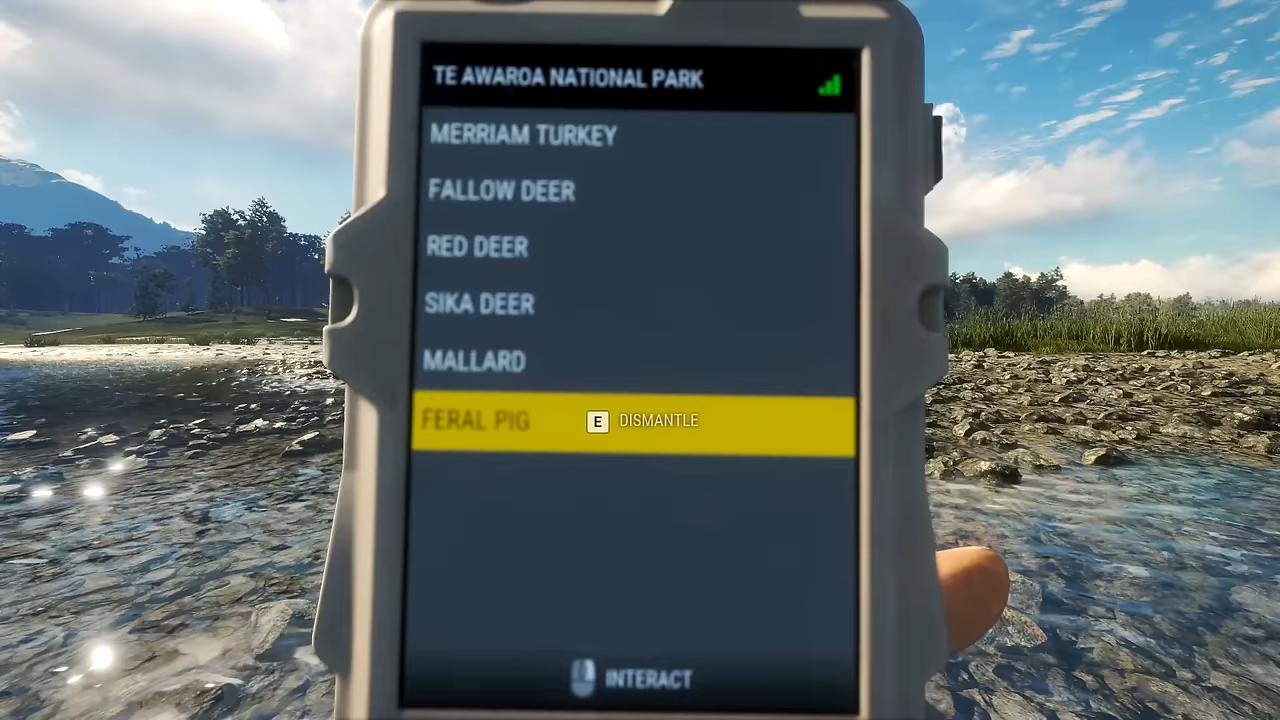 TE AWAROA NATIONAL PARK
MERRIAM TURKEY
FALLOW DEER
RED DEER
SIKA DEER
MALLARD
FERAL PIG E DISMANTLE
INTERACT